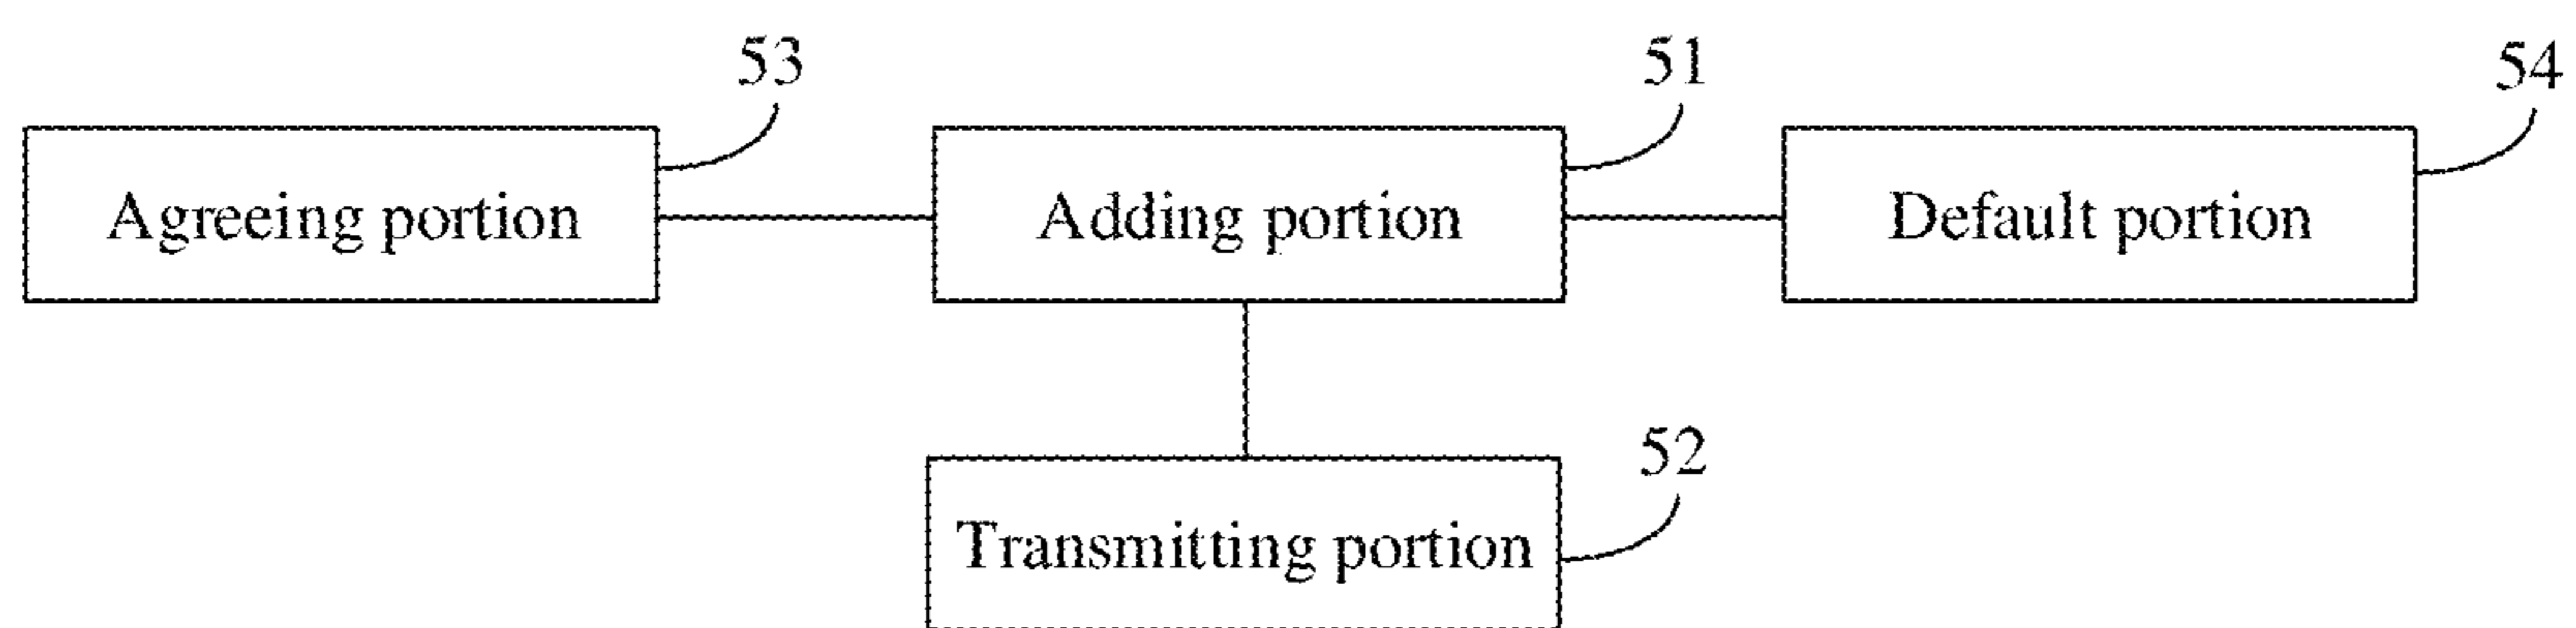 53
51
54
Agreeing portion
Adding portion
Default portion
52
Transmitting portion